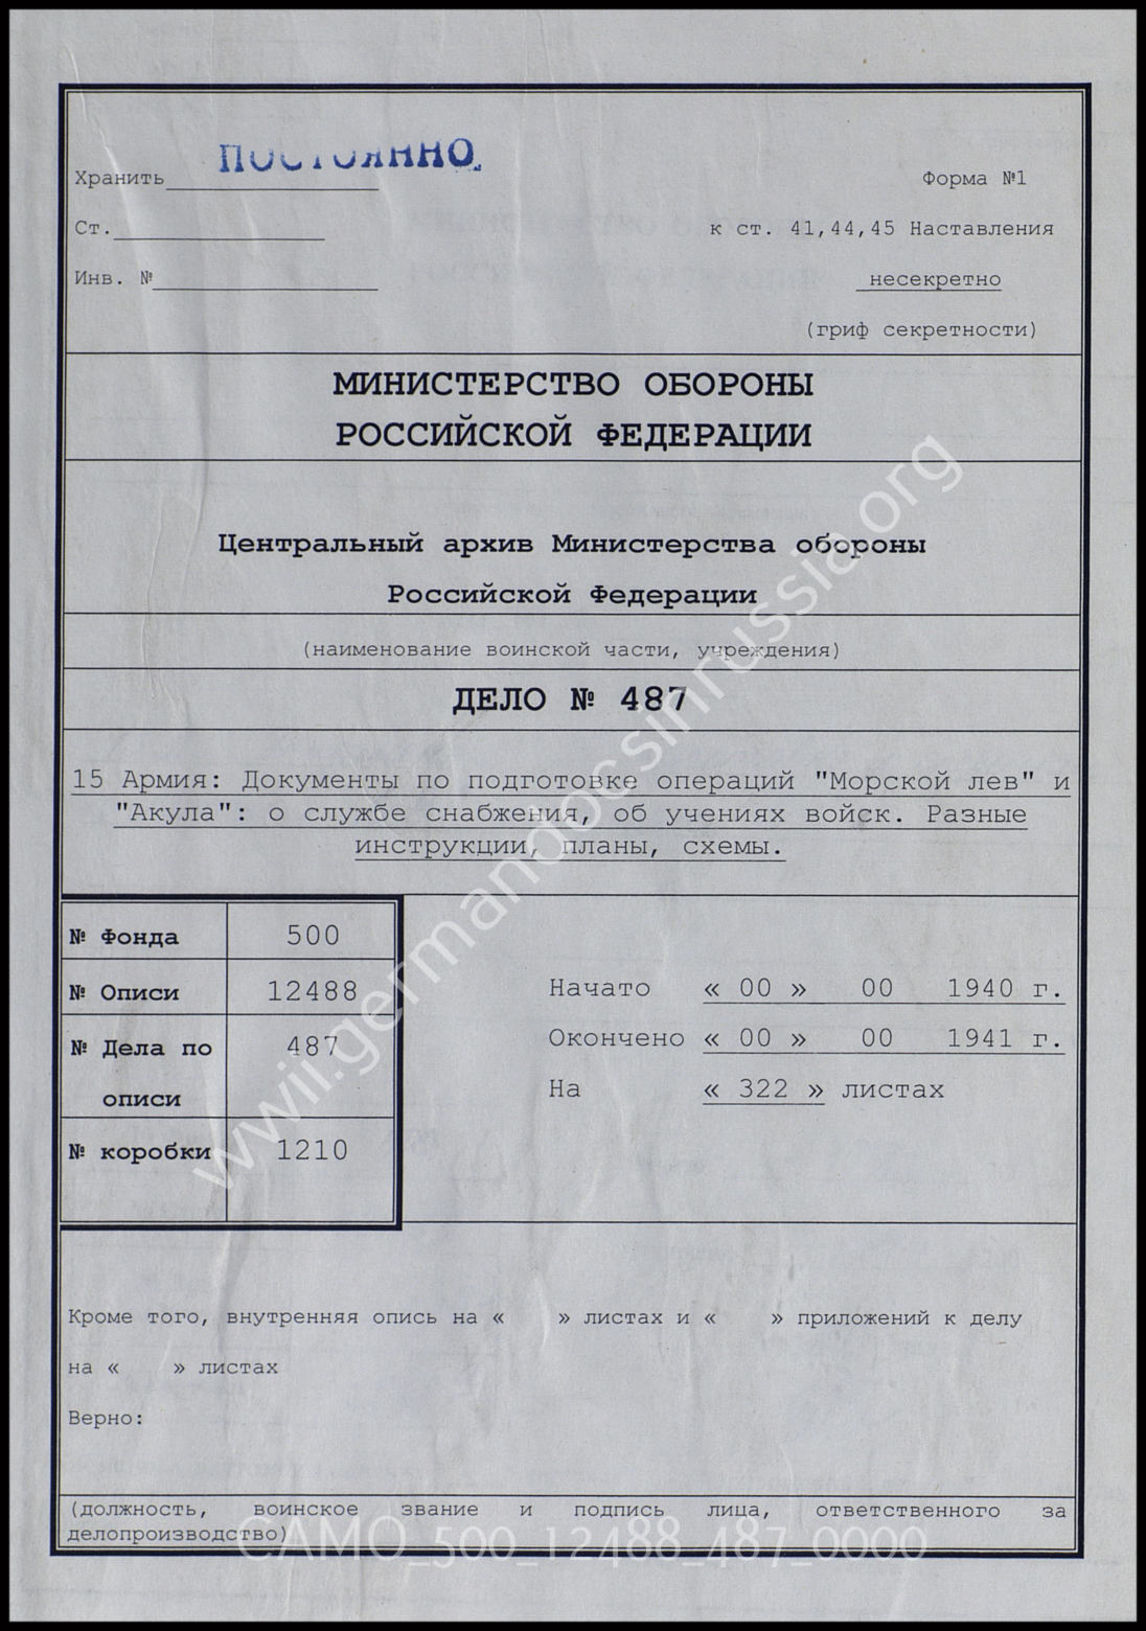 ПОСТОЯННО.
Хранить
Форма №1
Ст.
к ст. 41,44,45 Наставления
Инв. №
несекретно
(гриф секретности)
МИНИСТЕРСТВО ОБОРОНЫ
РОССИЙСКОЙ ФЕДЕРАЦИИ
Центральный архив Министерства обороны
Российской Федерации
(наименование воинской части, учреждения)
ДЕЛО № 487
15 Армия: Документы по подготовке операций "Морской лев" и
"Акула": о службе снабжения, об учениях войск. Разные
инструкции, планы, схемы.
№ Фонда 500
№ Описи 12488
№ Дела по 487
описи
№ коробки 1210
Начато « 00 » 00 1940 г.
Окончено « 00 » 00 1941 г.
На « 322 » листах
Кроме того, внутренняя опись на « » листах и « » приложений к делу
на « » листах
Верно:
(должность, воинское звание и подпись лица, ответственного за
делопроизводство)
wwii.germandocsinrussia.org
CAMO_500_12488_487_0000